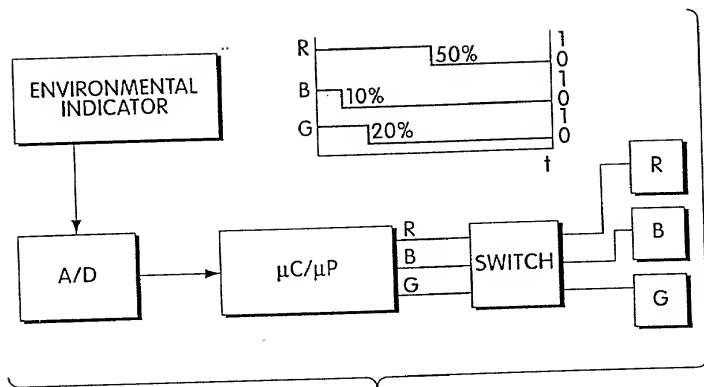 R
50%
1
0
B
10%
1
0
G
20%
1
0
t
ENVIRONMENTAL
INDICATOR
A/D
μC/μP
R
B
G
SWITCH
R
B
G